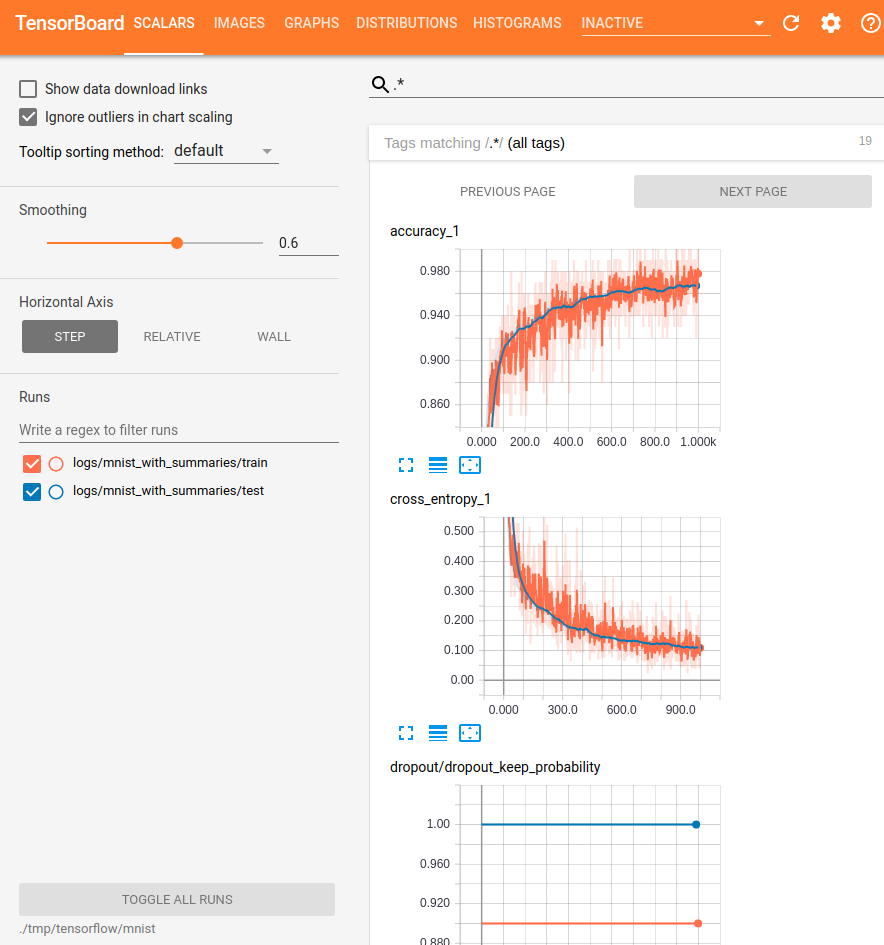 TensorBoard SCALARS IMAGES GRAPHS DISTRIBUTIONS HISTOGRAMS INACTIVE
Show data download links
Ignore outliers in chart scaling
Tooltip sorting method: default
Smoothing
0.6
Horizontal Axis
STEP RELATIVE WALL
Runs
Write a regex to filter runs
logs/mnist_with_summaries/train
logs/mnist_with_summaries/test
TOGGLE ALL RUNS
./tmp/tensorflow/mnist
.*
Tags matching /.*/ (all tags) 19
PREVIOUS PAGE NEXT PAGE
accuracy_1
0.980
0.940
0.900
0.860
0.000 200.0 400.0 600.0 800.0 1.000k
cross_entropy_1
0.500
0.400
0.300
0.200
0.100
0.00
0.000 300.0 600.0 900.0
dropout/dropout_keep_probability
1.00
0.960
0.920
0.880